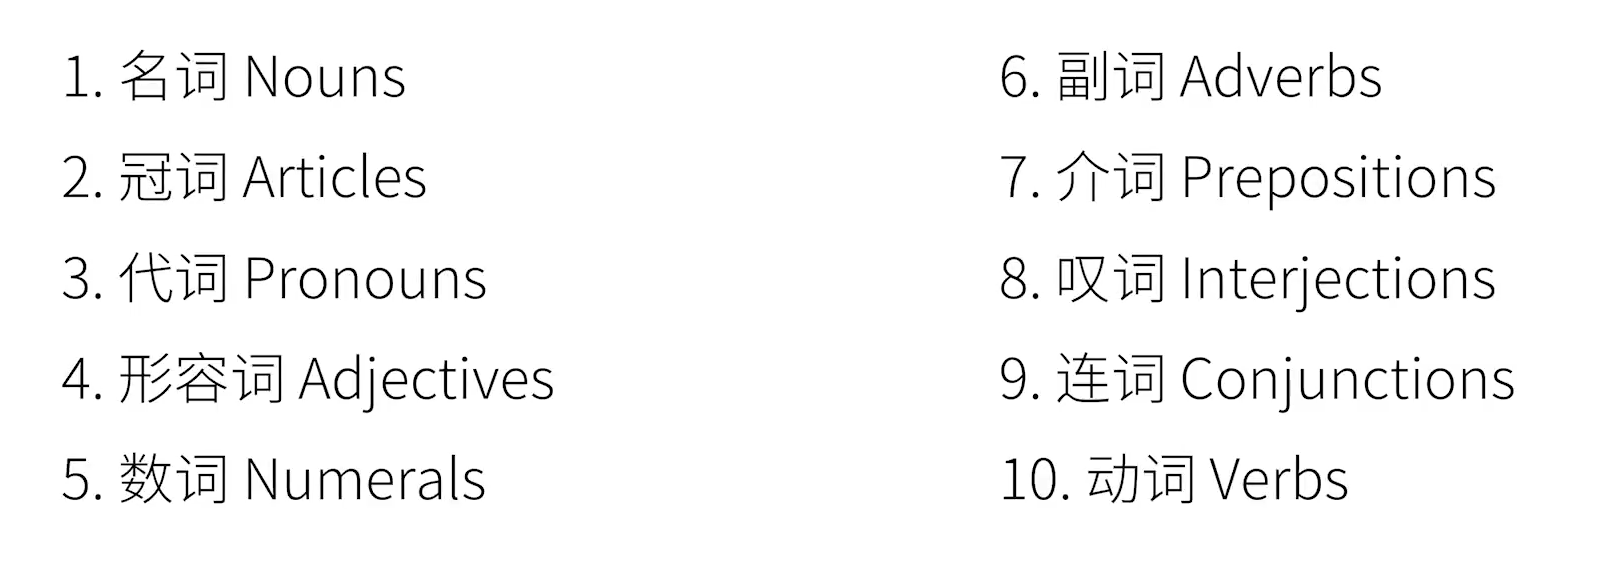 1. 名词 Nouns
2. 冠词 Articles
3. 代词 Pronouns
4. 形容词 Adjectives
5. 数词 Numerals
6. 副词 Adverbs
7. 介词 Prepositions
8. 叹词 Interjections
9. 连词 Conjunctions
10. 动词 Verbs